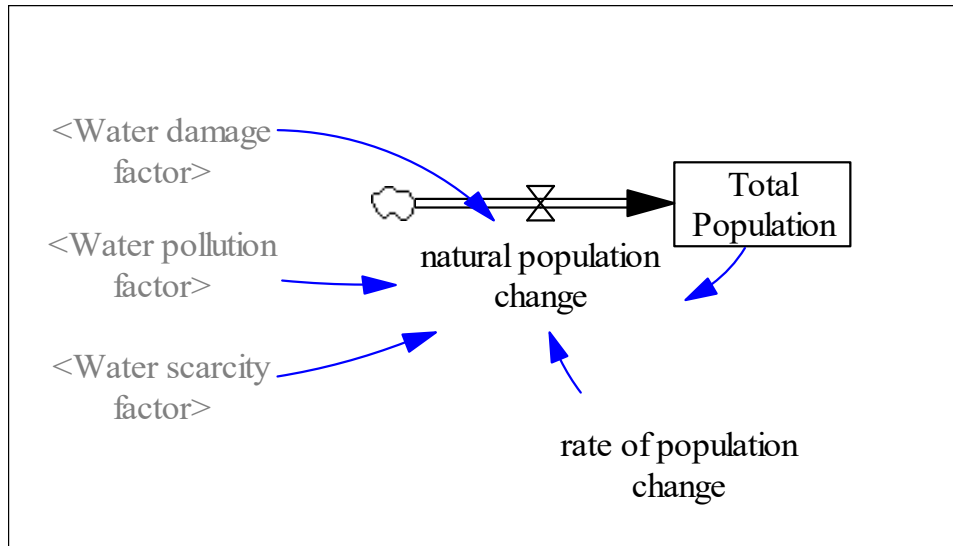 <Water damage
factor>
Total
Population
<Water pollution
factor>
natural population
change
<Water scarcity
factor>
rate of population
change